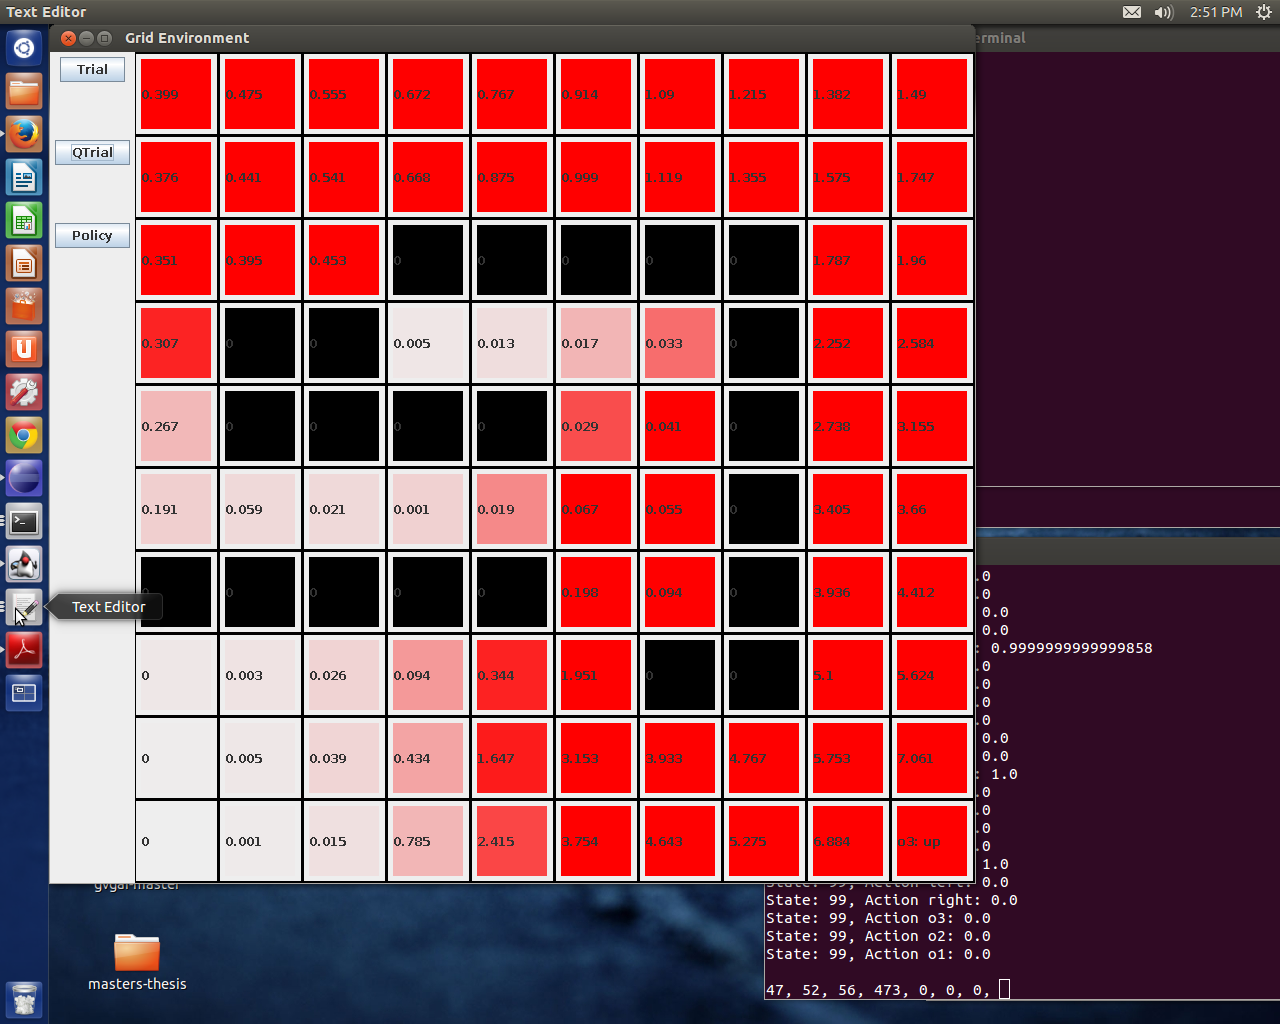 Text Editor 2:51 PM
Grid Environment
Trial 0.399 0.475 0.555 0.672 0.767 0.914 1.09 1.215 1.382 1.49
QTrial 0.376 0.441 0.541 0.668 0.875 0.999 1.119 1.355 1.575 1.747
Policy 0.351 0.395 0.453 0 0 0 0 0 1.787 1.96
0.307 0 0 0.005 0.013 0.017 0.033 0 2.252 2.584
0.267 0 0 0 0 0.029 0.041 0 2.738 3.155
0.191 0.059 0.021 0.001 0.019 0.067 0.055 0 3.405 3.66
0 0 0 0 0 0.198 0.094 0 3.936 4.412
Text Editor
0 0.003 0.026 0.094 0.344 1.951 0 0 5.1 5.624
0 0.005 0.039 0.434 1.647 3.153 3.933 4.767 5.753 7.061
0 0.001 0.015 0.785 2.415 3.754 4.643 5.275 6.884 o3: up
erminal
.0
.0
0.0
0.0
: 0.9999999999999858
.0
.0
.0
.0
0.0
0.0
: 1.0
.0
.0
.0
.0
1.0
State: 99, Action left: 0.0
State: 99, Action right: 0.0
State: 99, Action o3: 0.0
State: 99, Action o2: 0.0
State: 99, Action o1: 0.0
47, 52, 56, 473, 0, 0, 0,
gvgai-master
masters-thesis